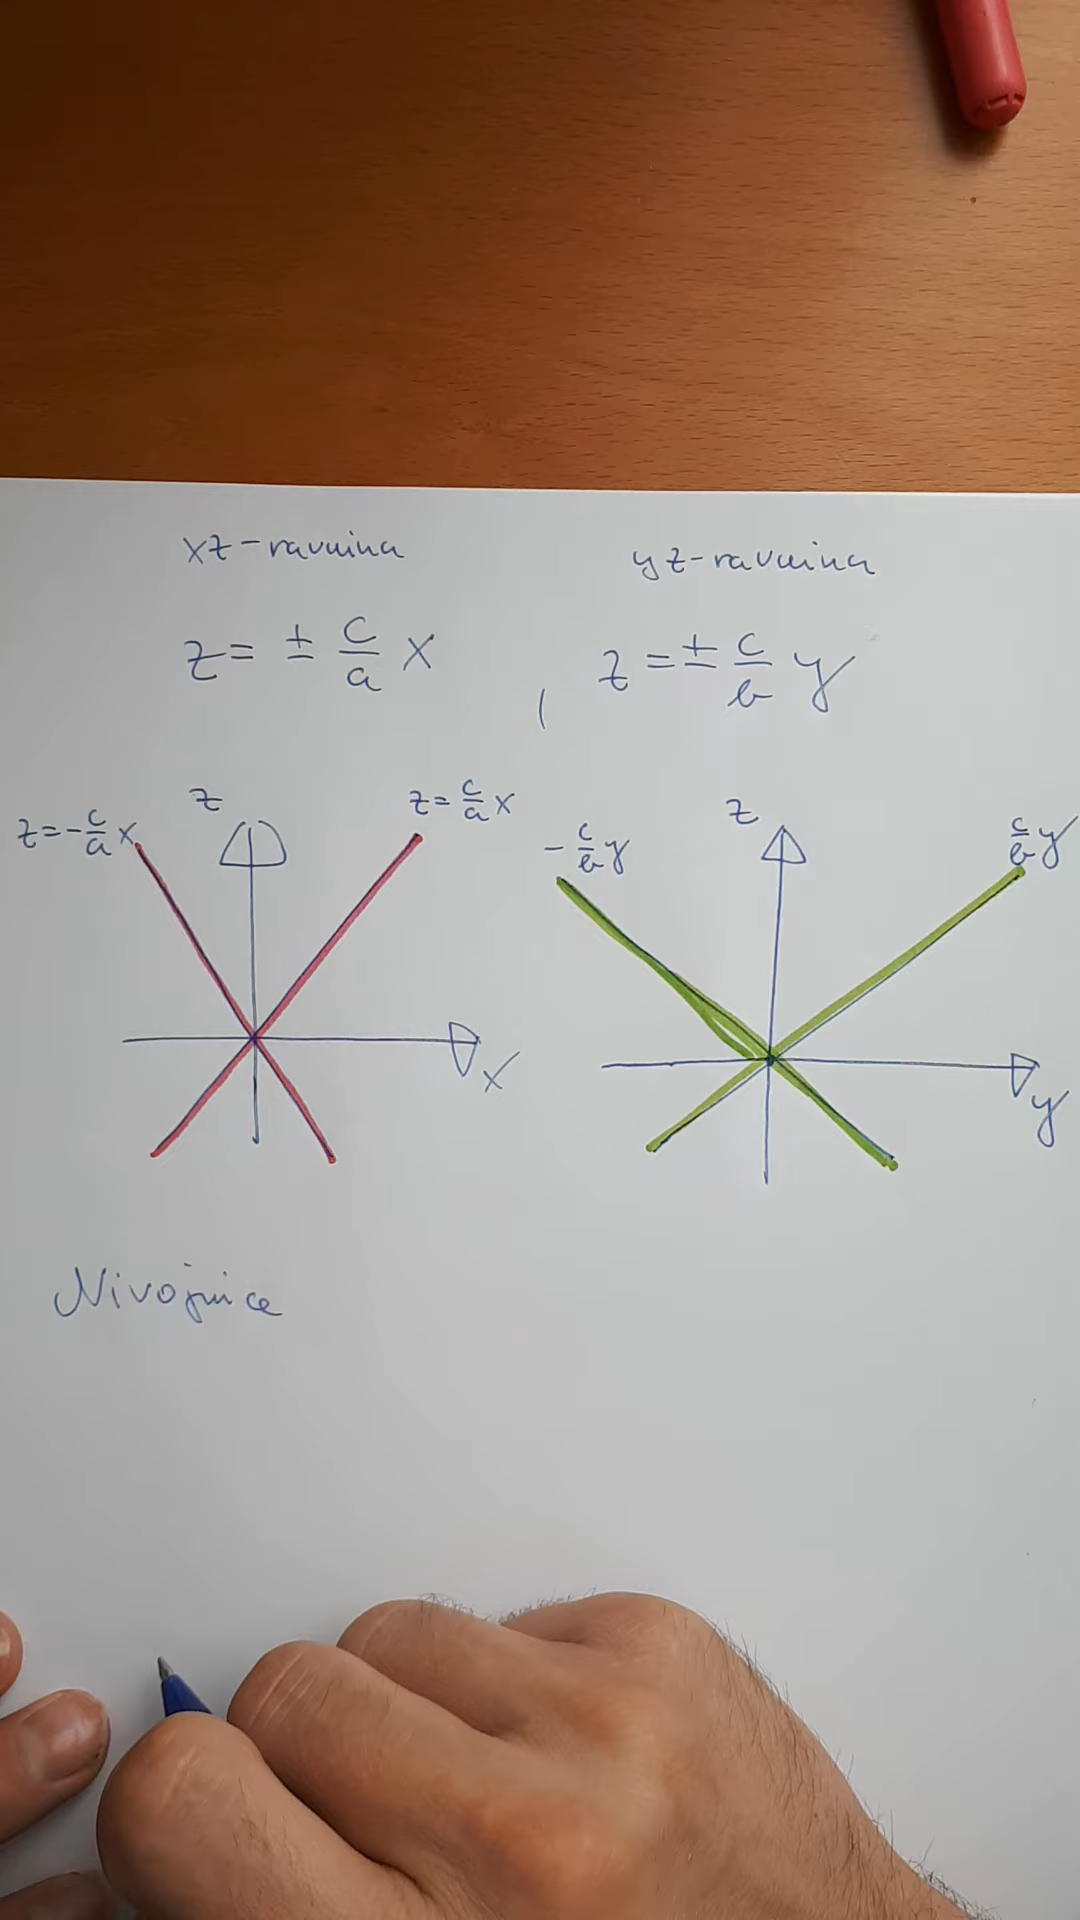 xz-ravnina
yz-ravnina
z = ± c/a x , z = ± c/b y
z = -c/a x
z
z = c/a x
x
-c/b y
z
c/b y
y
Nivojnice